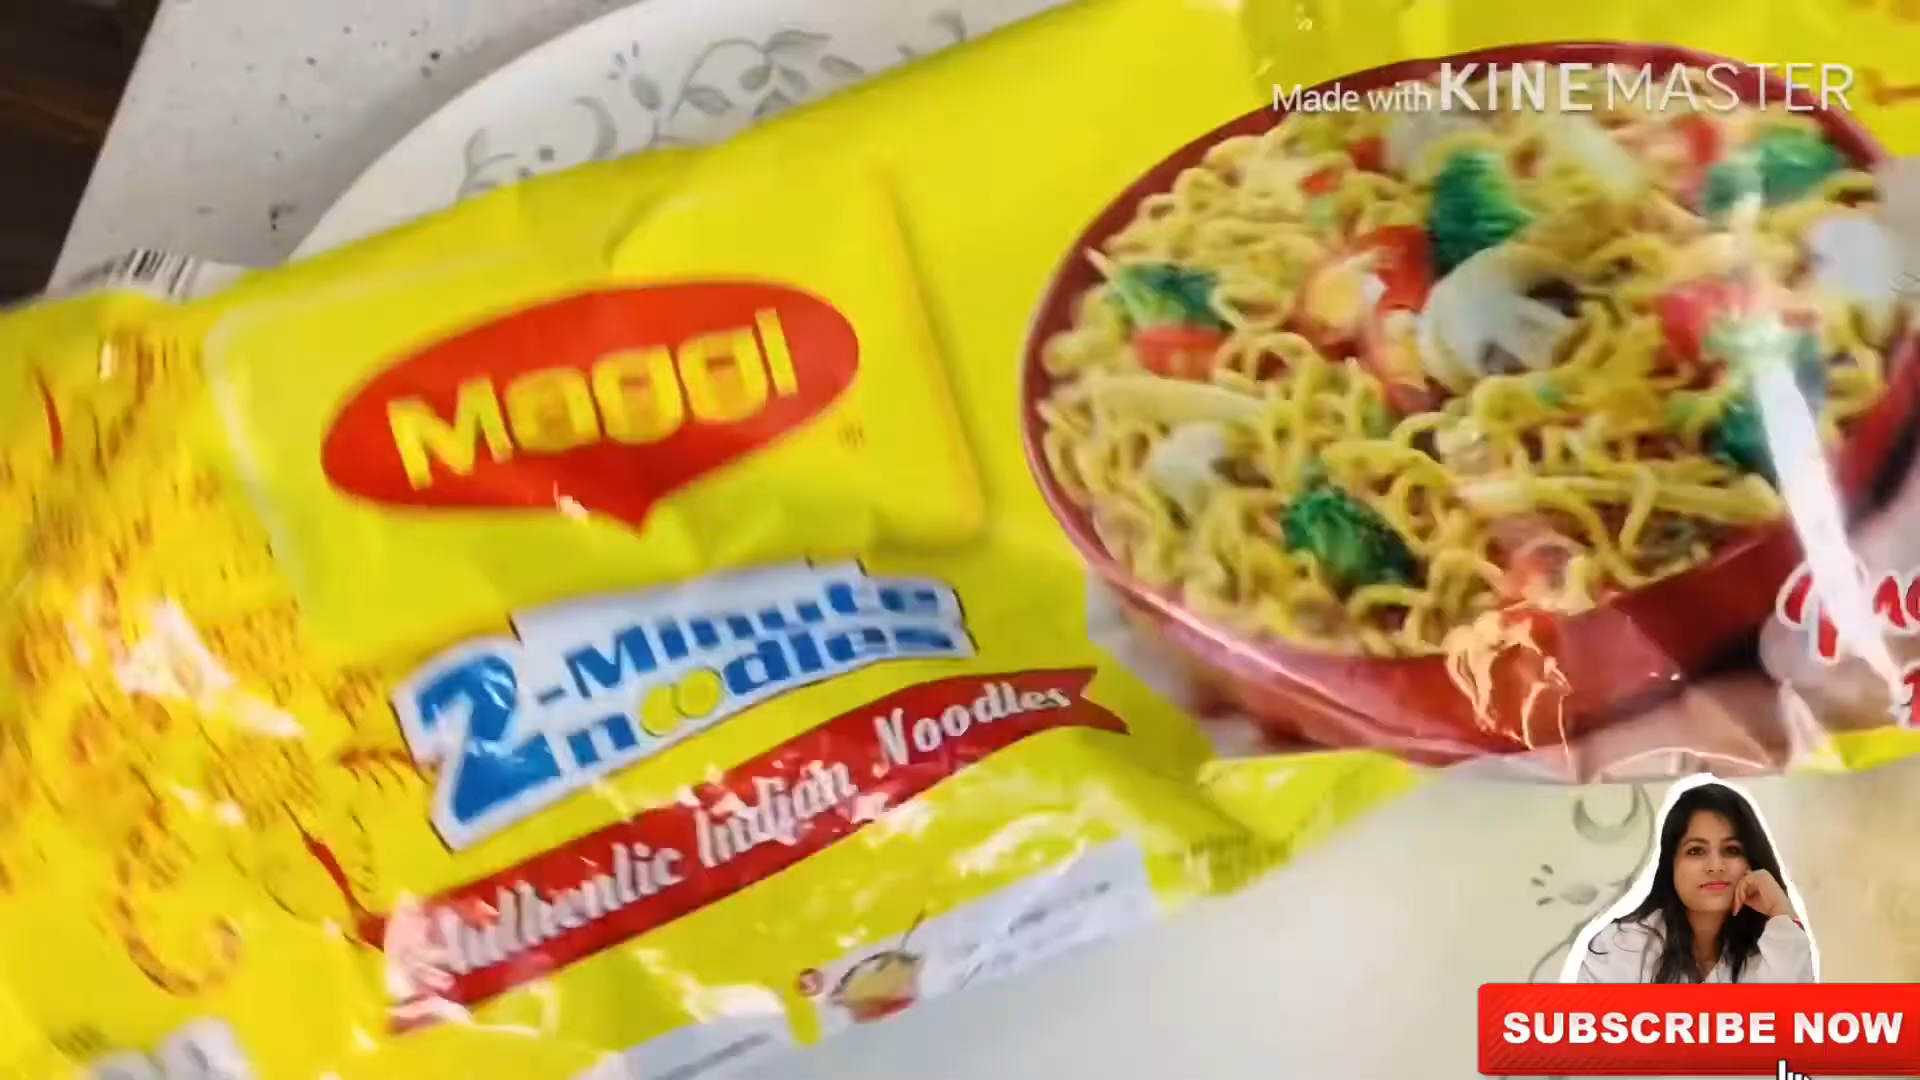 Made with KINEMASTER
Maggi
2-Minute
noodles
Authentic Indian Noodles
SUBSCRIBE NOW